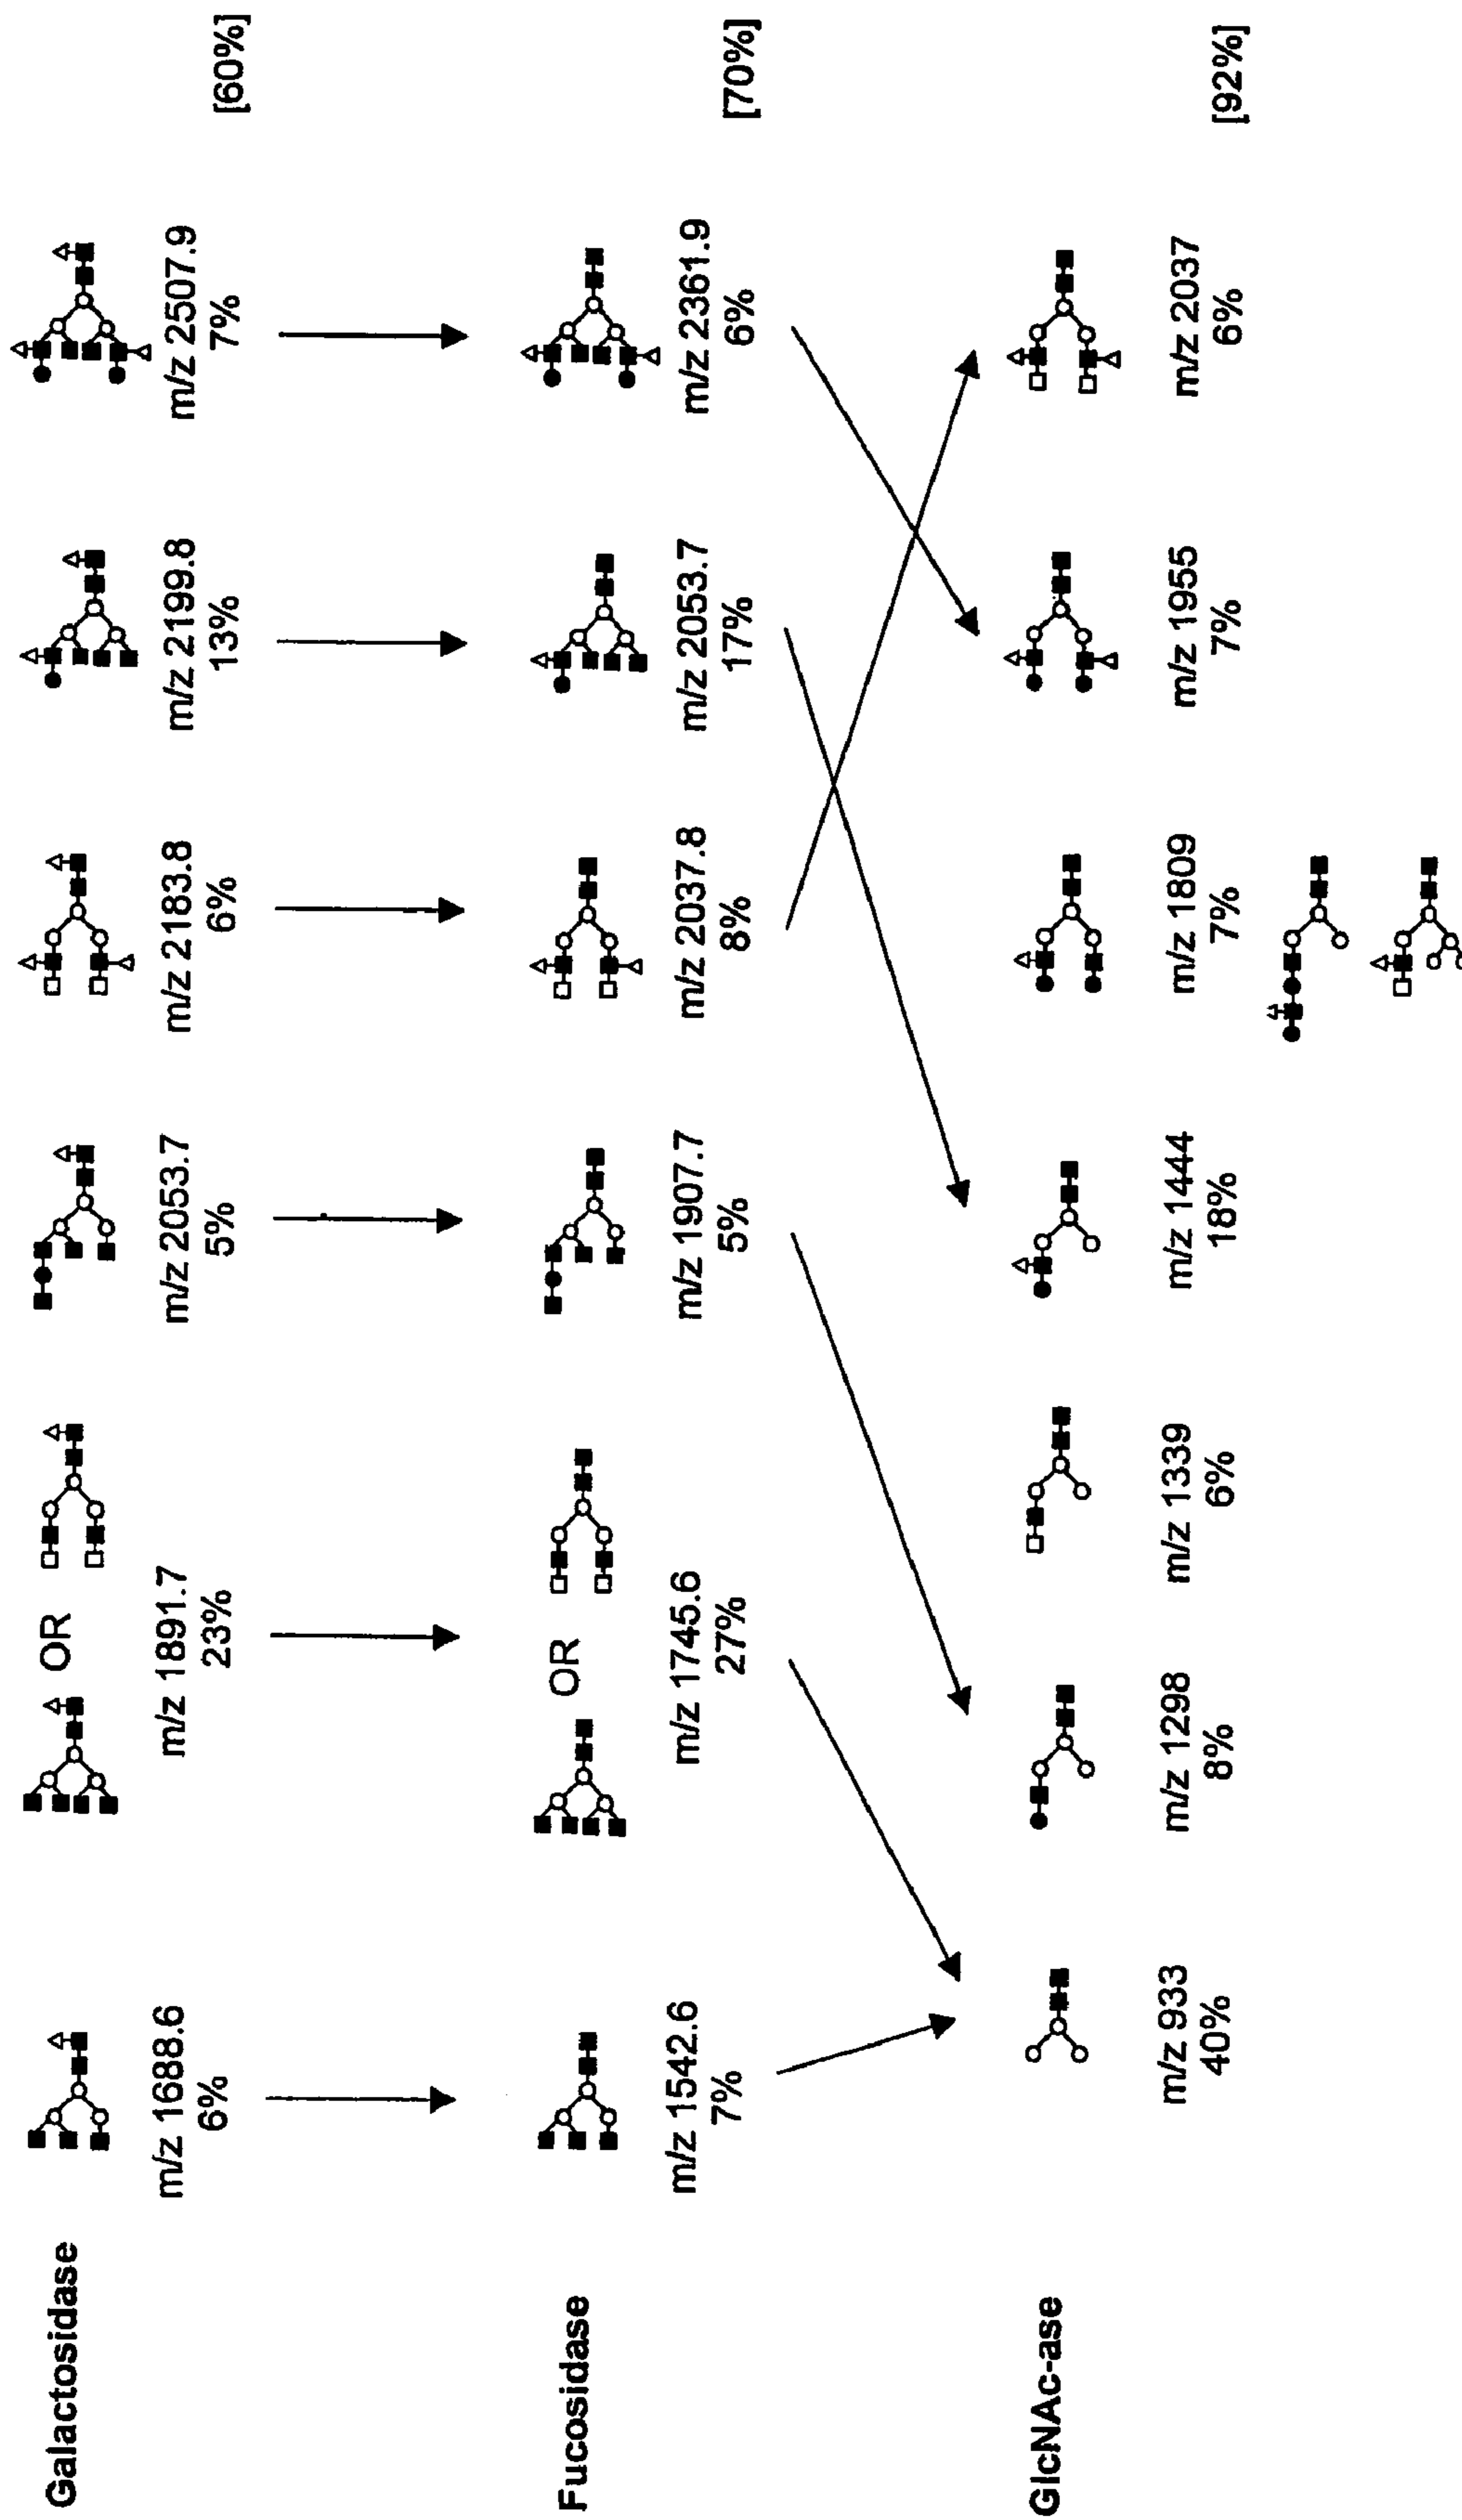 Galactosidase
OR
m/z 1688.6
6%
m/z 1891.7
23%
m/z 2053.7
5%
m/z 2183.8
6%
m/z 2199.8
13%
m/z 2507.9
7%
[60%]
Fucosidase
OR
m/z 1542.6
7%
m/z 1745.6
27%
m/z 1907.7
5%
m/z 2037.8
8%
m/z 2053.7
17%
m/z 2361.9
6%
[70%]
GlcNAc-ase
m/z 933
40%
m/z 1298
8%
m/z 1339
6%
m/z 1444
18%
m/z 1809
7%
m/z 1955
7%
m/z 2037
6%
[92%]